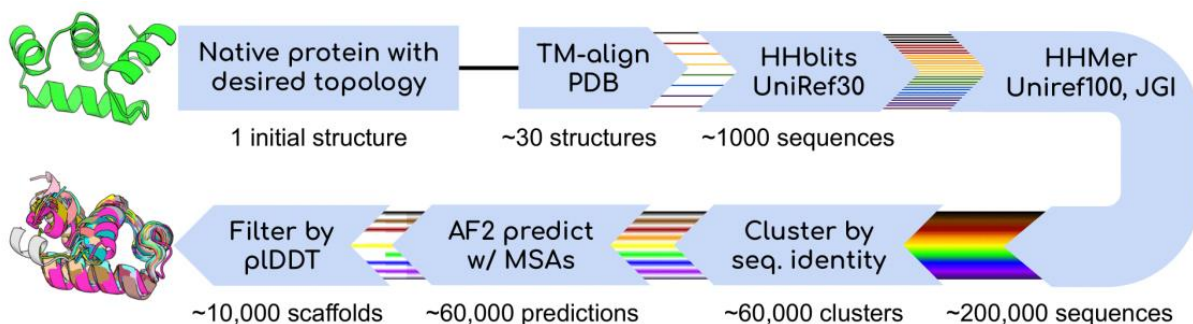 Native protein with
desired topology
TM-align
PDB
HHblits
UniRef30
HHMer
Uniref100, JGI
1 initial structure
~30 structures
~1000 sequences
Filter by
plDDT
AF2 predict
w/ MSAs
Cluster by
seq. identity
~10,000 scaffolds
~60,000 predictions
~60,000 clusters
~200,000 sequences